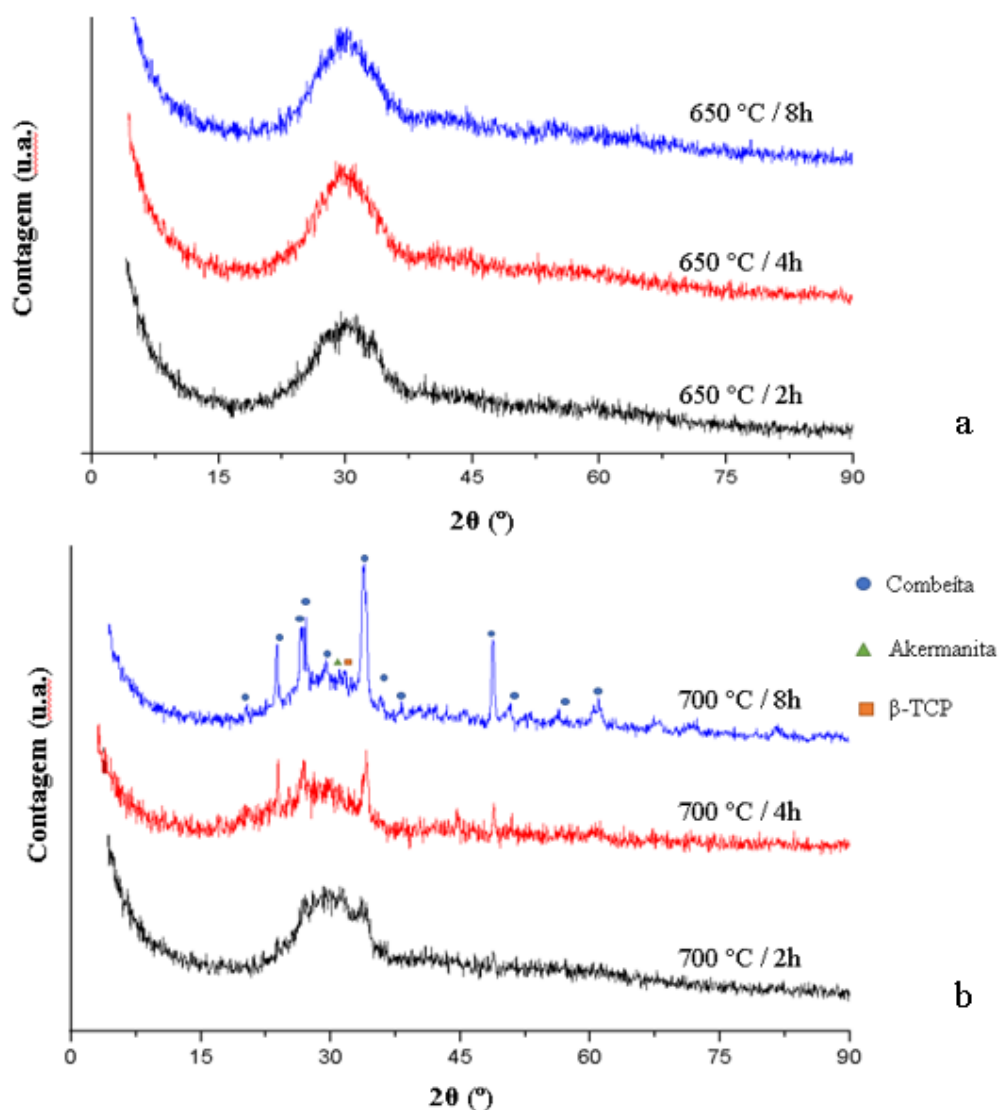 Contagem (u.a.)
650 °C / 8h
650 °C / 4h
650 °C / 2h
a
0 15 30 45 60 75 90
2θ (º)
Contagem (u.a.)
Combeíta
Akermanita
β-TCP
700 °C / 8h
700 °C / 4h
700 °C / 2h
b
0 15 30 45 60 75 90
2θ (º)